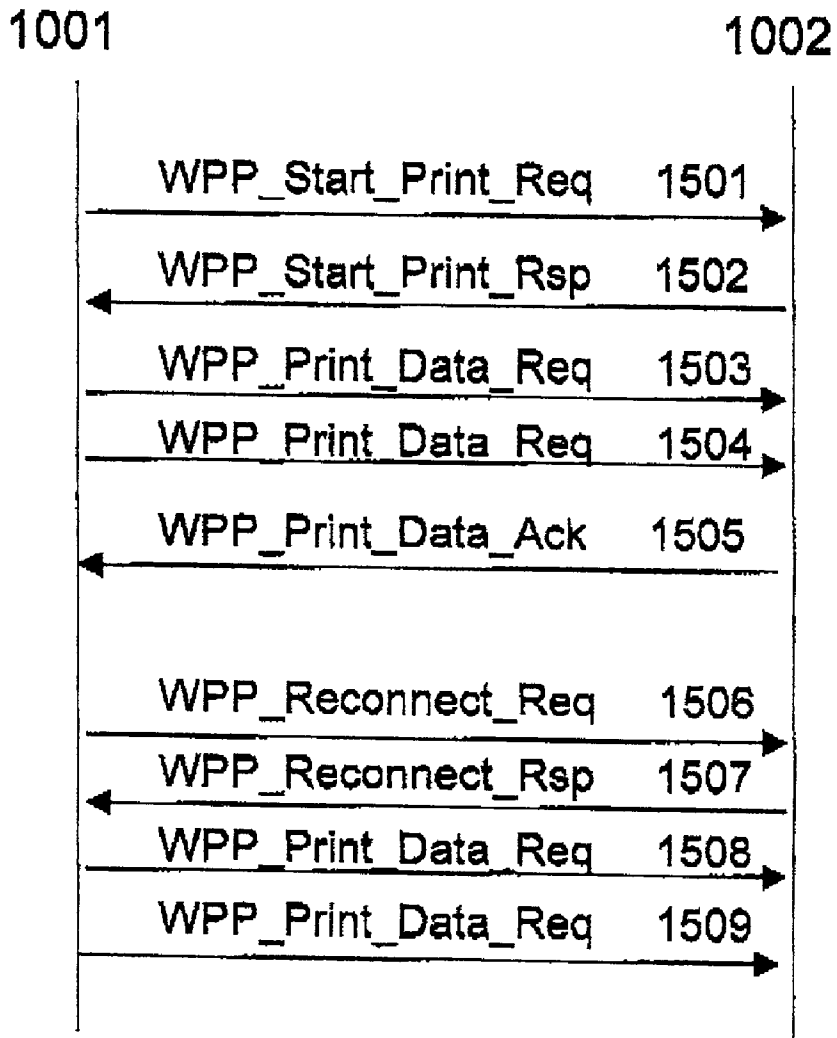 1001 1002
WPP_Start_Print_Req 1501
WPP_Start_Print_Rsp 1502
WPP_Print_Data_Req 1503
WPP_Print_Data_Req 1504
WPP_Print_Data_Ack 1505
WPP_Reconnect_Req 1506
WPP_Reconnect_Rsp 1507
WPP_Print_Data_Req 1508
WPP_Print_Data_Req 1509